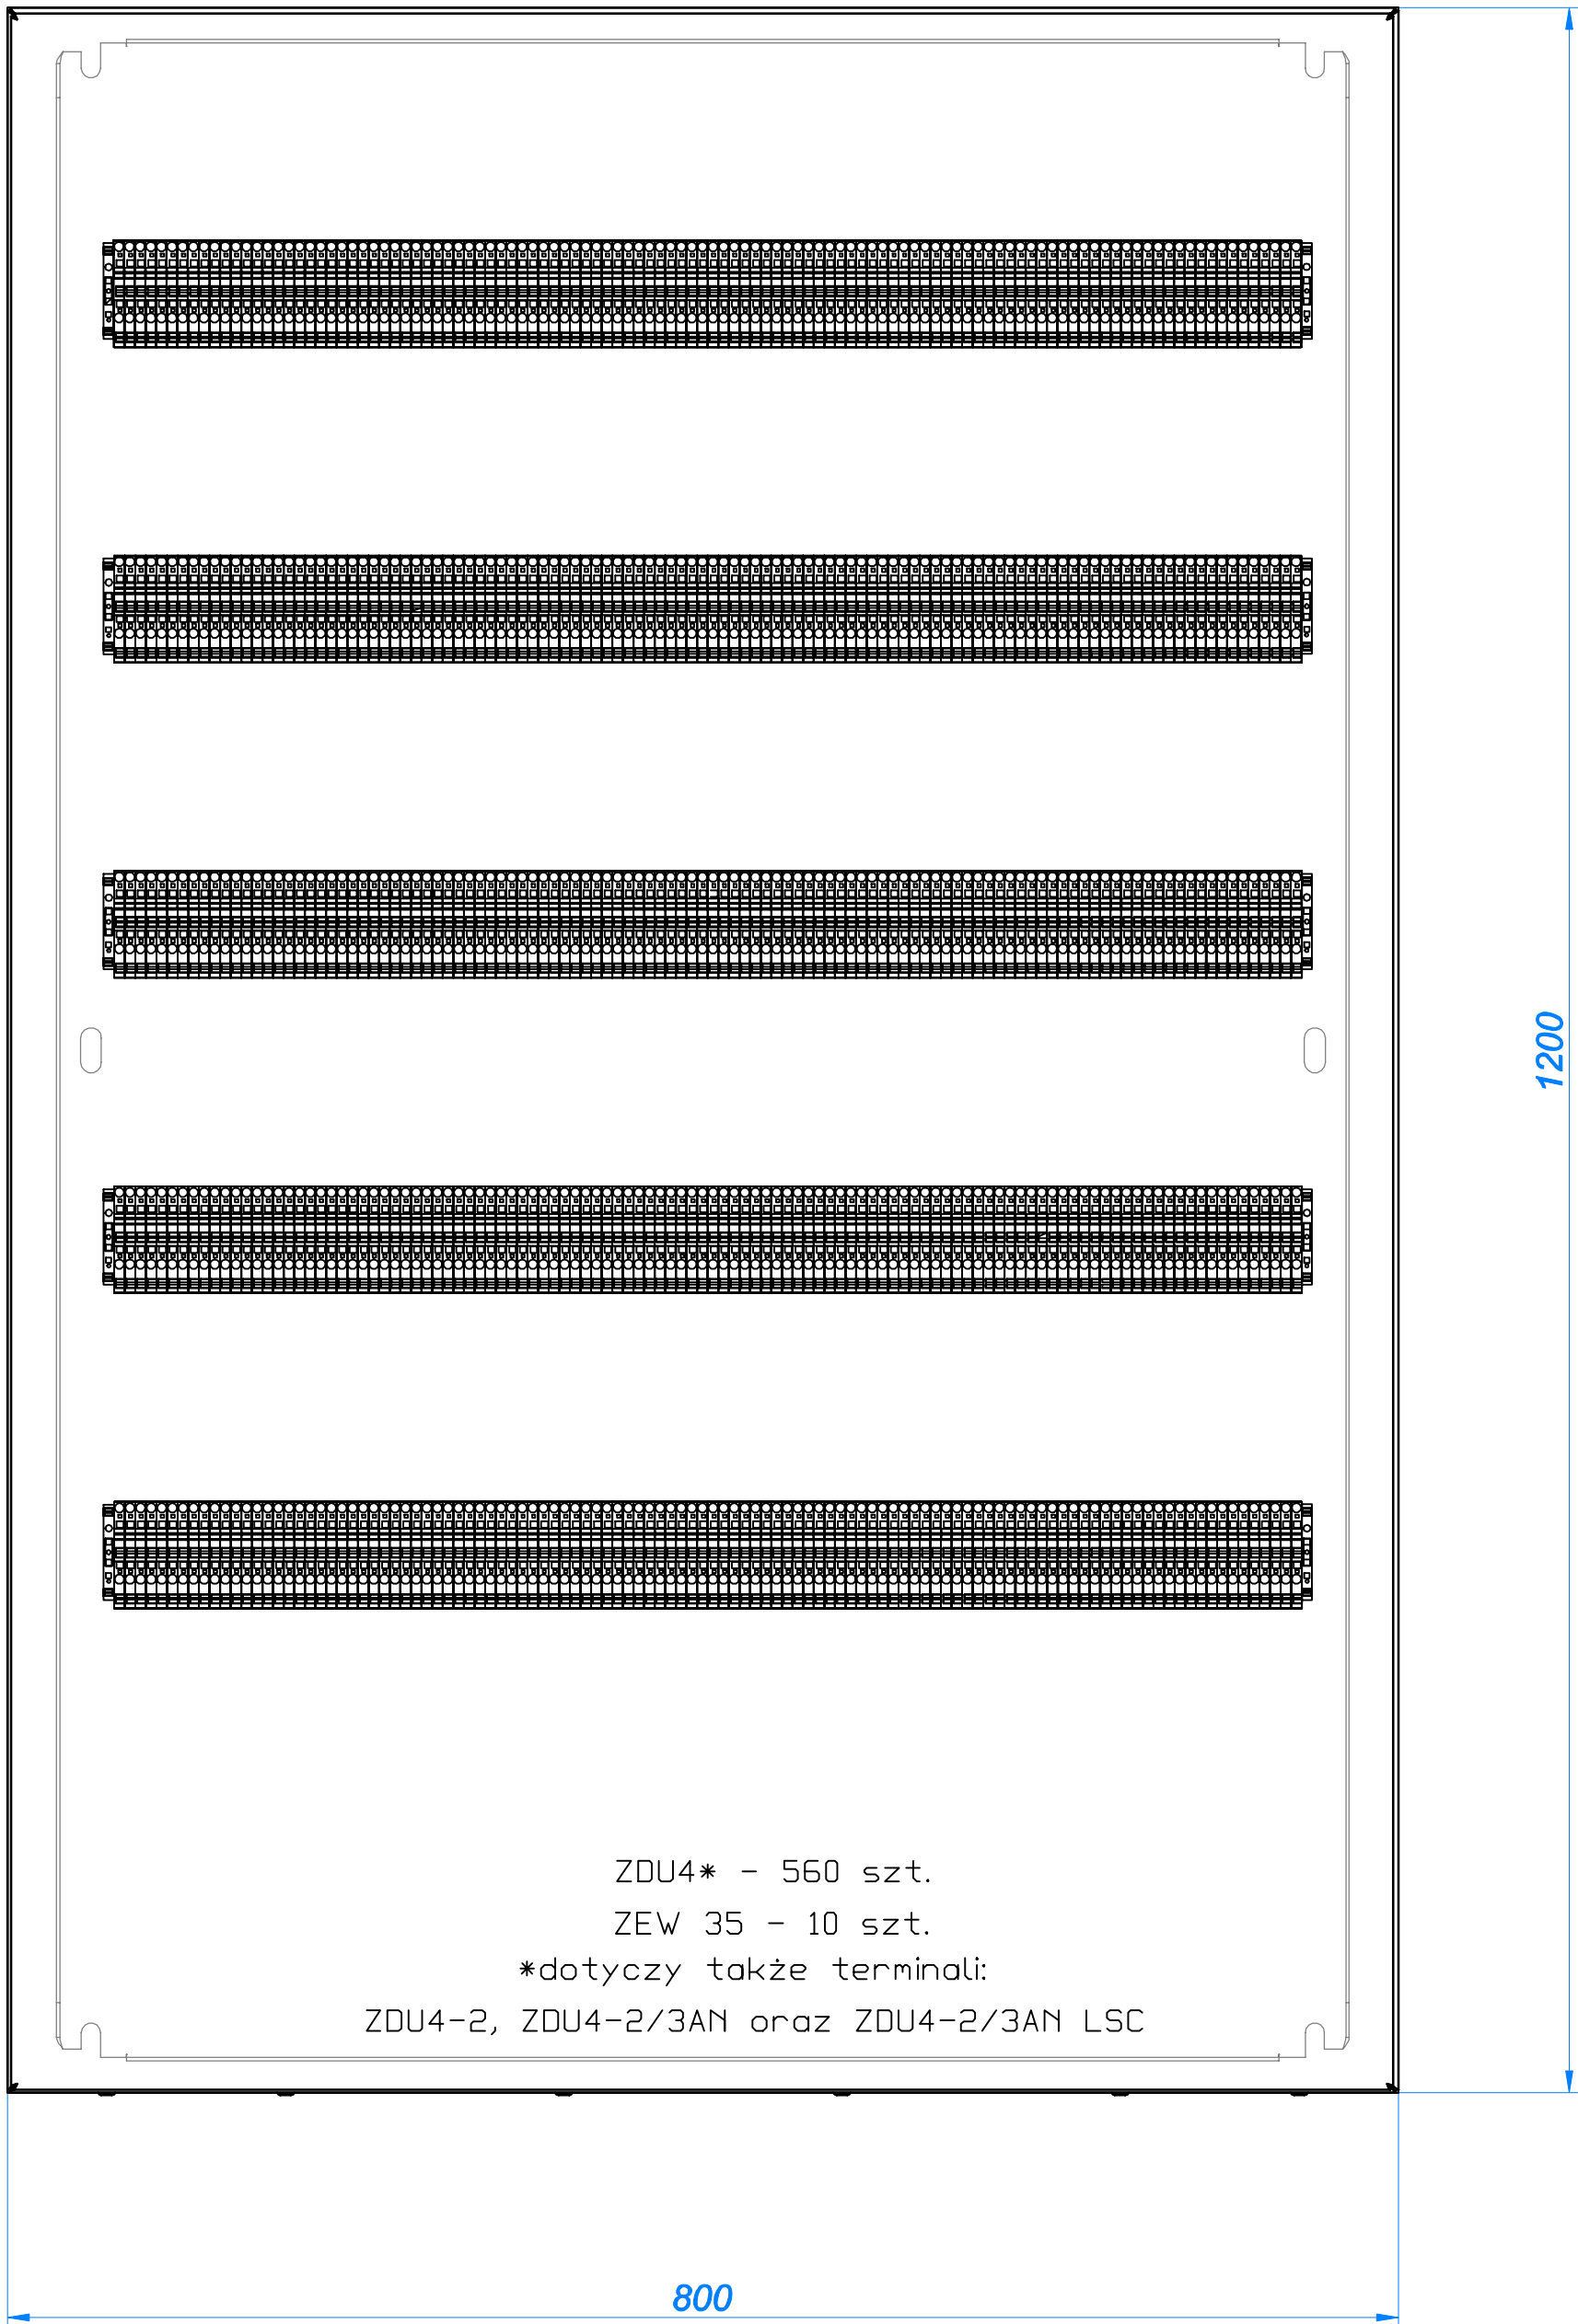 1200
ZDU4* - 560 szt.
ZEW 35 - 10 szt.
*dotyczy także terminali:
ZDU4-2, ZDU4-2/3AN oraz ZDU4-2/3AN LSC
800